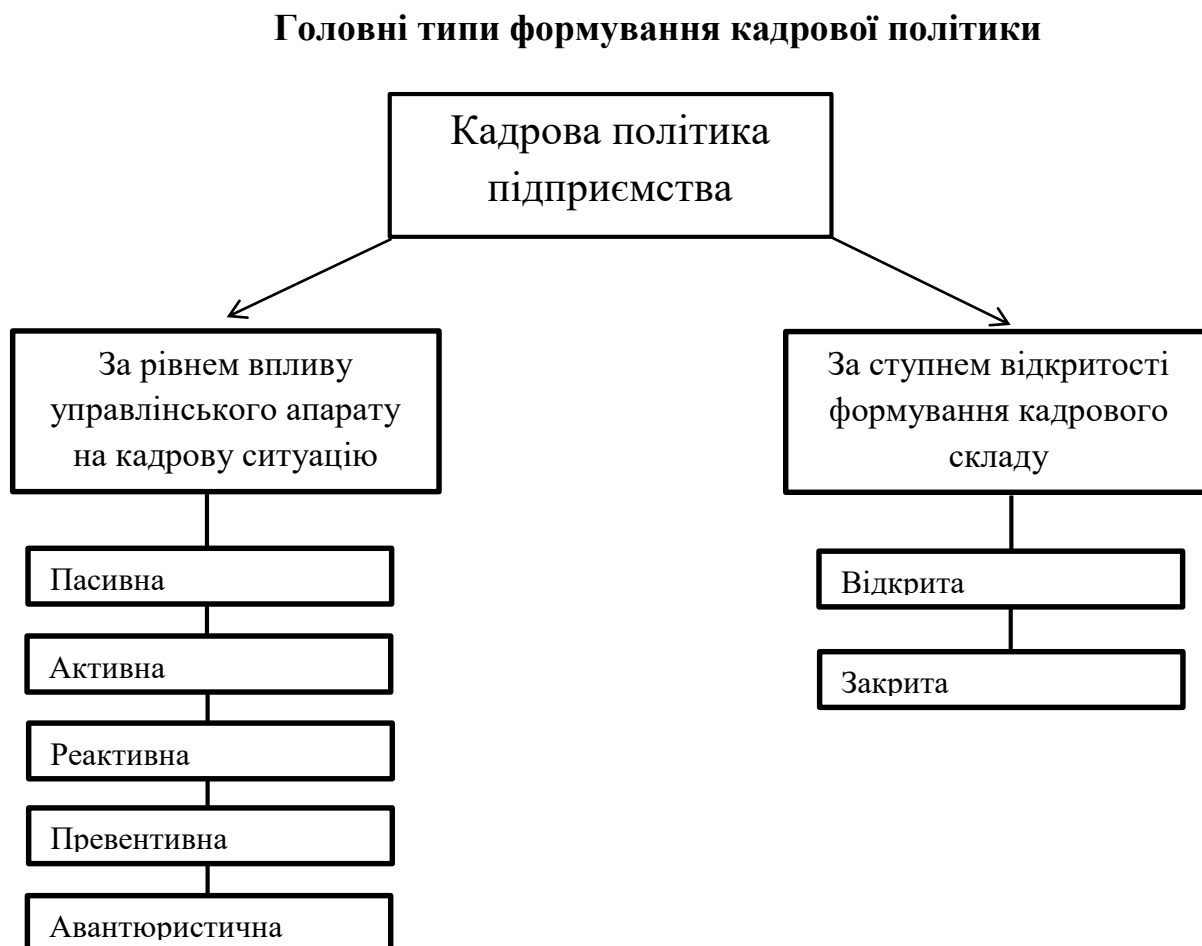 Головні типи формування кадрової політики
Кадрова політика
підприємства
За рівнем впливу
управлінського апарату
на кадрову ситуацію
За ступнем відкритості
формування кадрового
складу
Пасивна
Активна
Реактивна
Превентивна
Авантюристична
Відкрита
Закрита